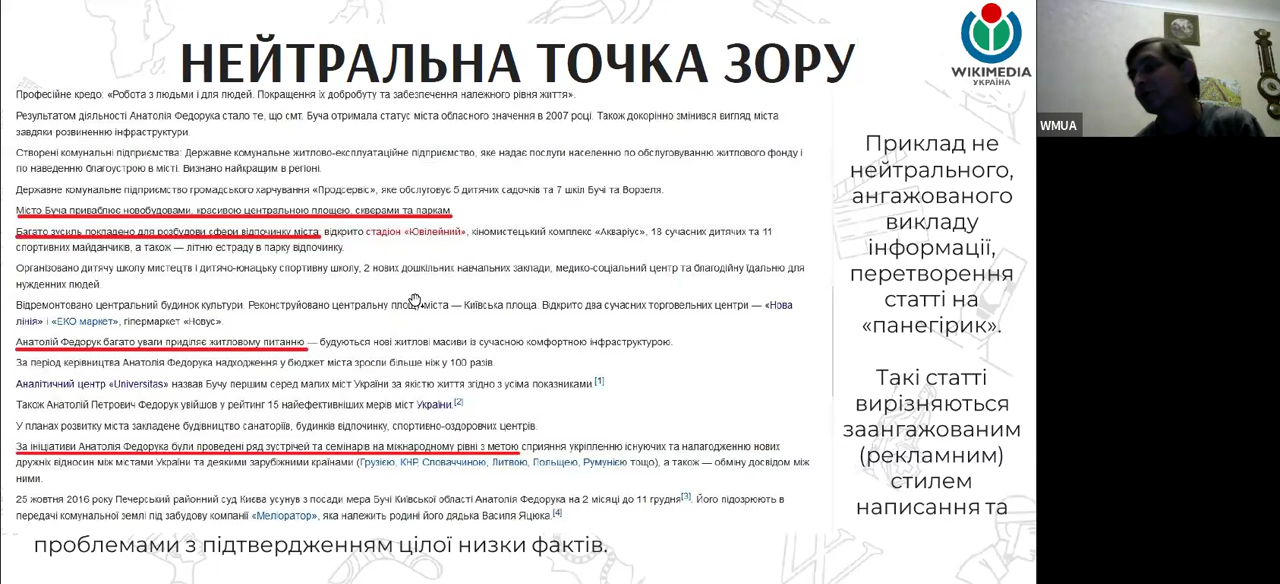 НЕЙТРАЛЬНА ТОЧКА ЗОРУ
WIKIMEDIA
УКРАЇНА
WMUA
Професійне кредо: «Робота з людьми і для людей. Покращення їх добробуту та забезпечення належного рівня життя».
Результатом діяльності Анатолія Федорука стало те, що смт. Буча отримала статус міста обласного значення в 2007 році. Також докорінно змінився вигляд міста
завдяки розвиненню інфраструктури.
Створені комунальні підприємства: Державне комунальне житлово-експлуатаційне підприємство, яке надає послуги населенню по обслуговуванню житлового фонду і
по наведенню благоустрою в місті. Визнано найкращим в регіоні.
Державне комунальне підприємство громадського харчування «Продсервіс», яке обслуговує 5 дитячих садочків та 7 шкіл Бучі та Ворзеля.
Місто Буча приваблює новобудовами, красивою центральною площею, скверами та паркам.
Багато зусиль покладено для розбудови сфери відпочинку міста: відкрито стадіон «Ювілейний», кіномистецький комплекс «Акваріус», 18 сучасних дитячих та 11
спортивних майданчиків, а також — літню естраду в парку відпочинку.
Організовано дитячу школу мистецтв і дитячо-юнацьку спортивну школу, 2 нових дошкільних навчальних заклади, медико-соціальний центр та благодійну їдальню для
нужденних людей.
Відремонтовано центральний будинок культури. Реконструйовано центральну площу міста — Київська площа. Відкрито два сучасних торговельних центри — «Нова
лінія» і «ЕКО маркет», гіпермаркет «Новус».
Анатолій Федорук багато уваги приділяє житловому питанню — будуються нові житлові масиви із сучасною комфортною інфраструктурою.
За період керівництва Анатолія Федорука надходження у бюджет міста зросли більше ніж у 100 разів.
Аналітичний центр «Universitas» назвав Бучу першим серед малих міст України за якістю життя згідно з усіма показниками [1]
Також Анатолій Петрович Федорук увійшов у рейтинг 15 найефективніших мерів міст України.[2]
У планах розвитку міста закладене будівництво санаторіїв, будинків відпочинку, спортивно-оздоровчих центрів.
За ініціативи Анатолія Федорука були проведені ряд зустрічей та семінарів на міжнародному рівні з метою сприяння укріпленню існуючих та налагодженню нових
дружніх відносин між містами України та деякими зарубіжними країнами (Грузією, КНР, Словаччиною, Литвою, Польщею, Румунією тощо), а також — обміну досвідом між
ними.
25 жовтня 2016 року Печерський районний суд Києва усунув з посади мера Бучі Київської області Анатолія Федорука на 2 місяці до 11 грудня[3]. Його підозрюють в
передачі комунальної землі під забудову компанії «Меліоратор», яка належить родині його дядька Василя Яцюка.[4]
Приклад не
нейтрального,
ангажованого
викладу
інформації,
перетворення
статті на
«панегірик».
Такі статті
вирізняються
заангажованим
(рекламним)
стилем
написання та
проблемами з підтвердженням цілої низки фактів.